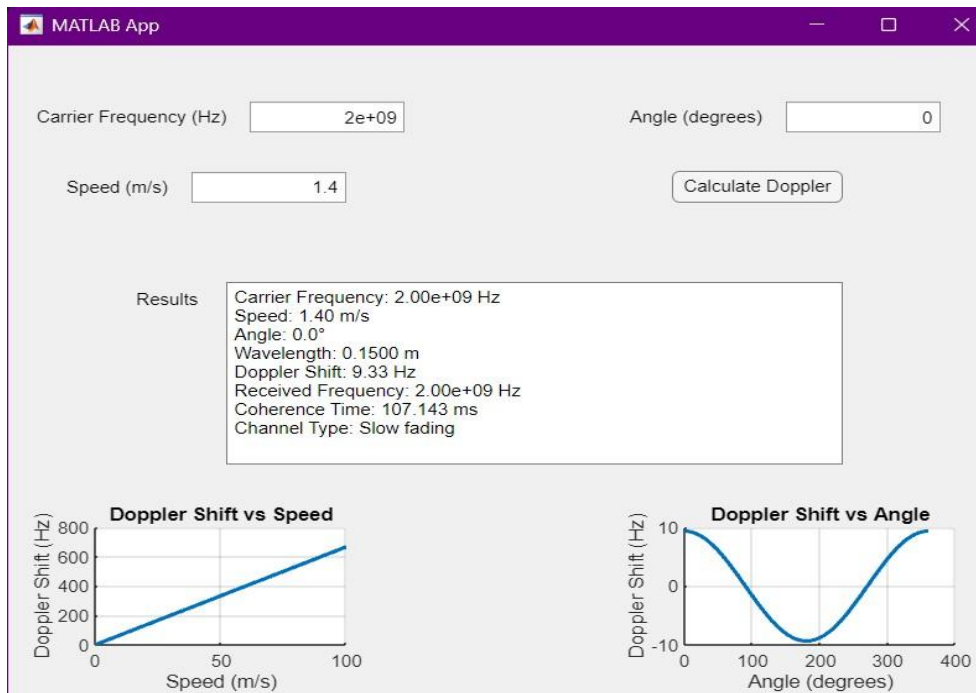 MATLAB App
Carrier Frequency (Hz) 2e+09
Angle (degrees) 0
Speed (m/s) 1.4
Calculate Doppler
Results
Carrier Frequency: 2.00e+09 Hz
Speed: 1.40 m/s
Angle: 0.0°
Wavelength: 0.1500 m
Doppler Shift: 9.33 Hz
Received Frequency: 2.00e+09 Hz
Coherence Time: 107.143 ms
Channel Type: Slow fading
Doppler Shift vs Speed
Doppler Shift (Hz)
800
600
400
200
0
0 50 100
Speed (m/s)
Doppler Shift vs Angle
Doppler Shift (Hz)
10
0
-10
0 100 200 300 400
Angle (degrees)